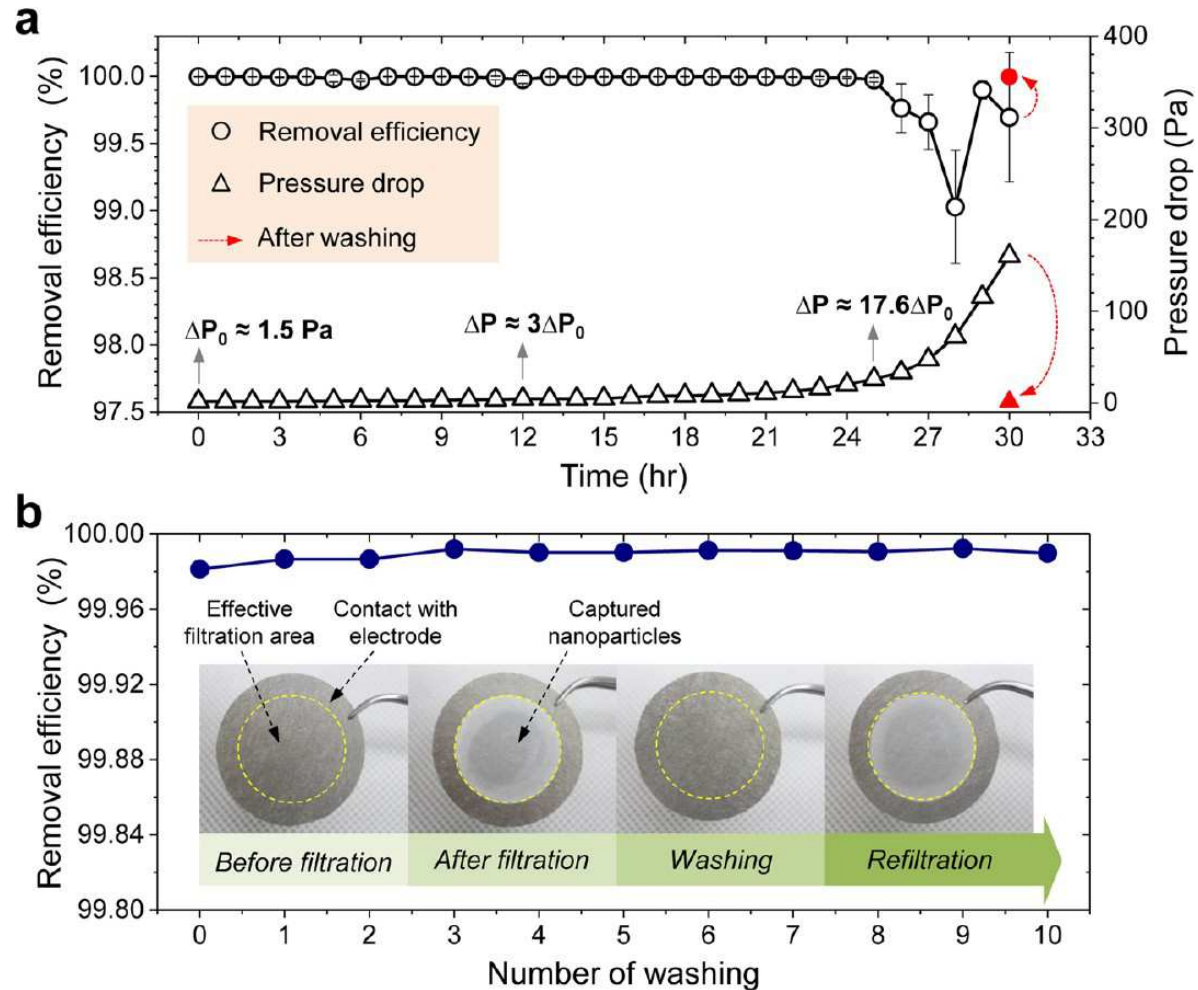 a
100.0
99.5
99.0
98.5
98.0
97.5
Removal efficiency (%)
Removal efficiency
Pressure drop
After washing
ΔP₀ ≈ 1.5 Pa
ΔP ≈ 3ΔP₀
ΔP ≈ 17.6ΔP₀
400
300
200
100
0
Pressure drop (Pa)
0 3 6 9 12 15 18 21 24 27 30 33
Time (hr)
b
100.00
99.96
99.92
99.88
99.84
99.80
Removal efficiency (%)
Effective
filtration area
Contact with
electrode
Captured
nanoparticles
Before filtration
After filtration
Washing
Refiltration
0 1 2 3 4 5 6 7 8 9 10
Number of washing